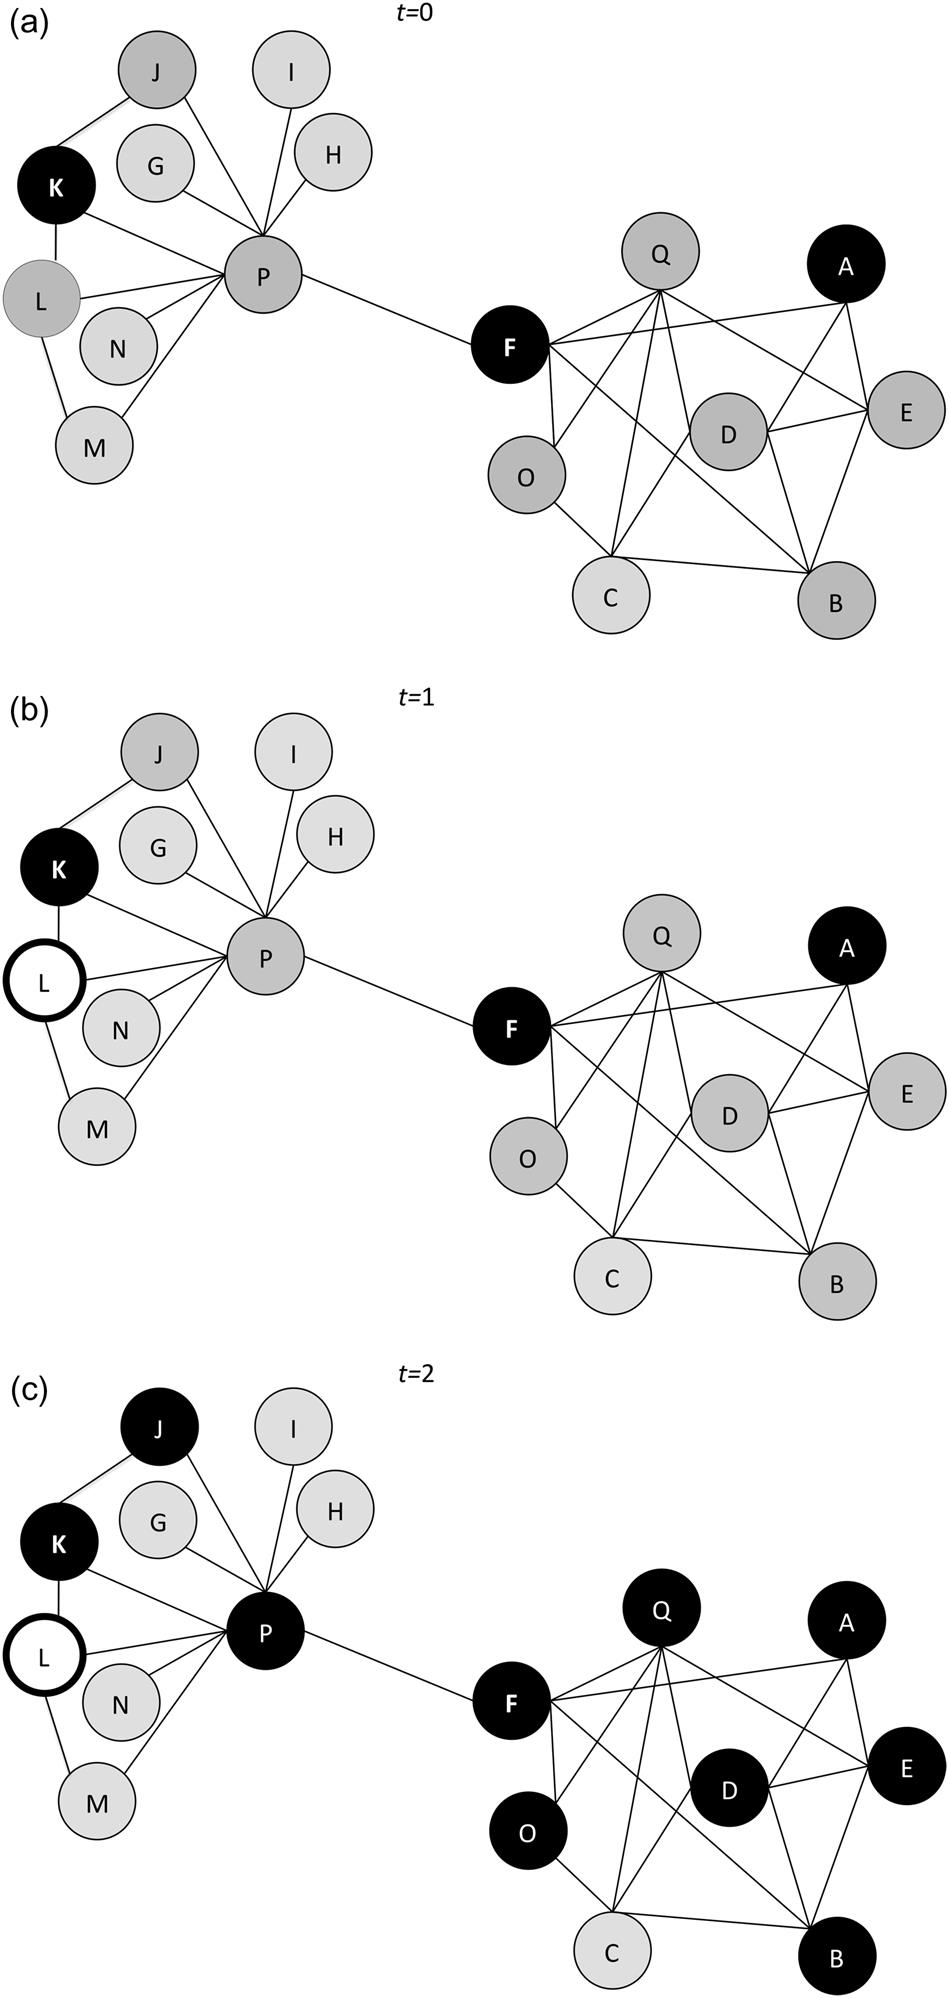 (a) t=0
J I
G H
K
Q A
L P
N F
D E
M O
C B
(b) t=1
J I
G H
K
Q A
L P
N F
D E
M O
C B
(c) t=2
J I
G H
K
Q A
L P
N F
D E
M O
C B